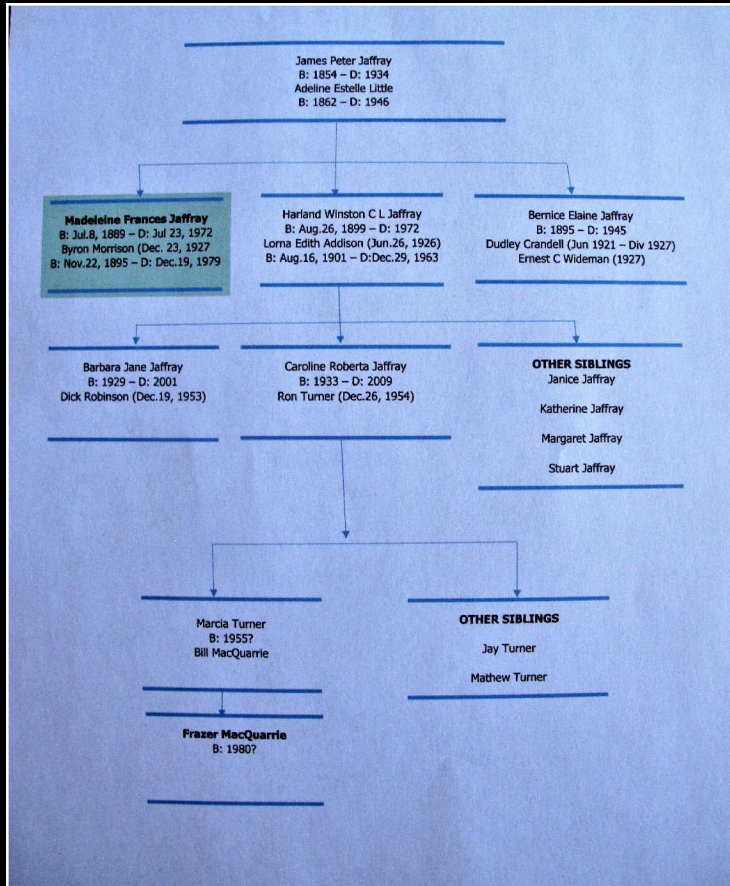 James Peter Jaffray
B: 1854 – D: 1934
Adeline Estelle Little
B: 1862 – D: 1946
Madeleine Frances Jaffray
B: Jul.8, 1889 – D: Jul 23, 1972
Byron Morrison (Dec. 23, 1927
B: Nov.22, 1895 – D: Dec.19, 1979
Harland Winston C L Jaffray
B: Aug.26, 1899 – D: 1972
Lorna Edith Addison (Jun.26, 1926)
B: Aug.16, 1901 – D:Dec.29, 1963
Bernice Elaine Jaffray
B: 1895 – D: 1945
Dudley Crandell (Jun 1921 – Div 1927)
Ernest C Wideman (1927)
Barbara Jane Jaffray
B: 1929 – D: 2001
Dick Robinson (Dec.19, 1953)
Caroline Roberta Jaffray
B: 1933 – D: 2009
Ron Turner (Dec.26, 1954)
OTHER SIBLINGS
Janice Jaffray
Katherine Jaffray
Margaret Jaffray
Stuart Jaffray
Marcia Turner
B: 1955?
Bill MacQuarrie
OTHER SIBLINGS
Jay Turner
Mathew Turner
Frazer MacQuarrie
B: 1980?